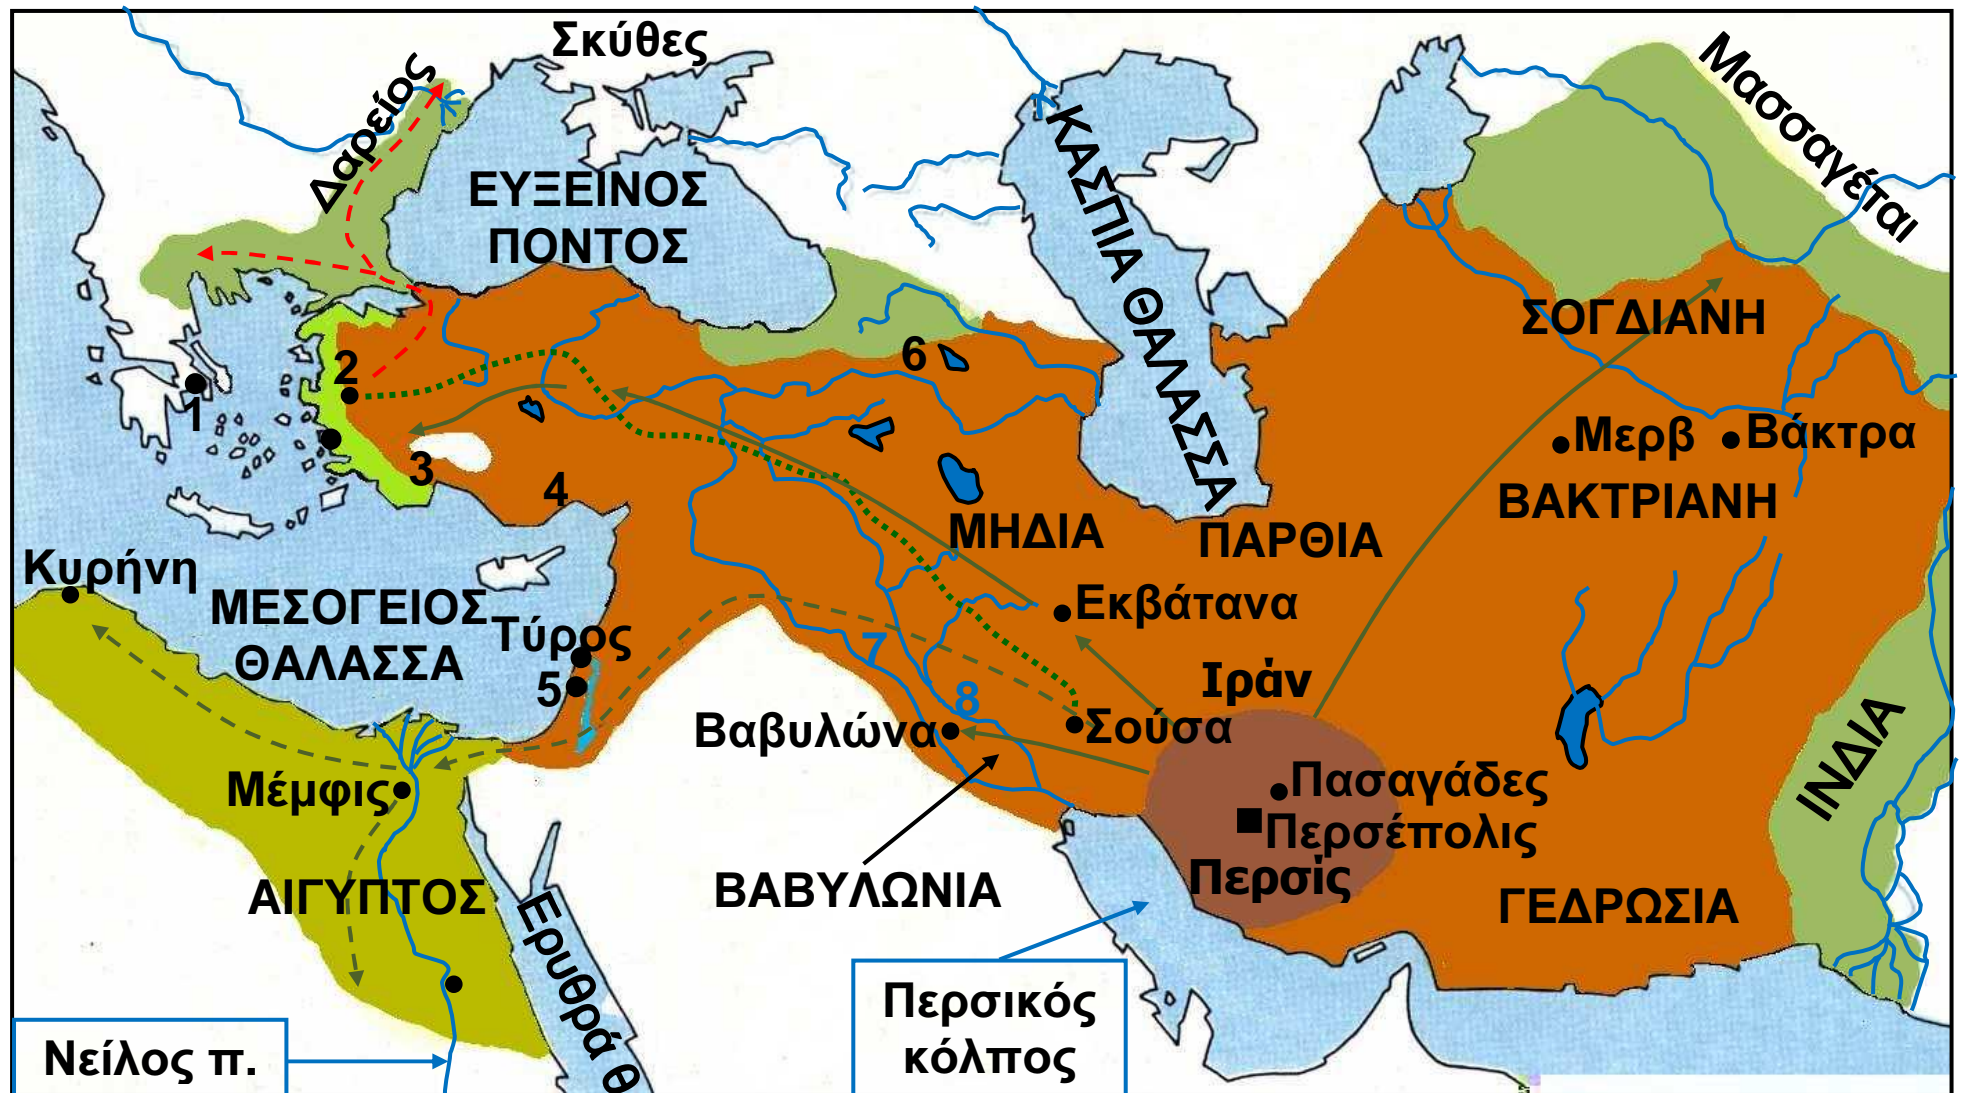 Σκύθες
Δαρείος
Μασσαγέται
ΕΥΞΕΙΝΟΣ
ΠΟΝΤΟΣ
ΚΑΣΠΙΑ ΘΑΛΑΣΣΑ
ΣΟΓΔΙΑΝΗ
2
6
1
Μερβ
Βάκτρα
3
4
ΒΑΚΤΡΙΑΝΗ
ΜΗΔΙΑ
ΠΑΡΘΙΑ
Κυρήνη
ΜΕΣΟΓΕΙΟΣ
ΘΑΛΑΣΣΑ
Τύρος
Εκβάτανα
7
5
8
Ιράν
Βαβυλώνα
Σούσα
ΙΝΔΙΑ
Μέμφις
Πασαγάδες
Περσέπολις
Περσίς
ΑΙΓΥΠΤΟΣ
ΒΑΒΥΛΩΝΙΑ
ΓΕΔΡΩΣΙΑ
Ερυθρά θ
Περσικός
κόλπος
Νείλος π.